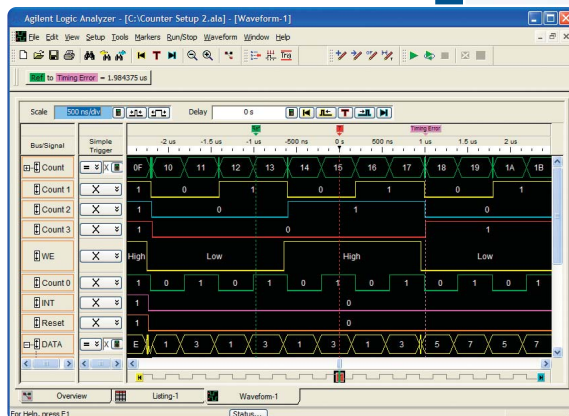 Agilent Logic Analyzer - [C:\Counter Setup 2.ala] - [Waveform-1]
File Edit View Setup Tools Markers Run/Stop Waveform Window Help
Ref to Timing Error = 1.984375 us
Scale 500 ns/div Delay 0 s
Ref T Timing Error
Bus/Signal Simple Trigger -2 us -1.5 us -1 us -500 ns 0 s 500 ns 1 us 1.5 us 2 us
Count = X 0F 10 11 12 13 14 15 16 17 18 19 1A 1B
Count 1 X 1 0 1 0 1 0 1
Count 2 X 1 0 1 0
Count 3 X 1 0 1
WE X High Low High Low
Count 0 X 1 0 1 0 1 0 1 0 1 0 1 0 1
INT X 1 0
Reset X 1 0
DATA = X E 1 3 1 3 1 3 1 3 5 7 5 7
M T M
Overview Listing-1 Waveform-1
For Help, press F1 Status...